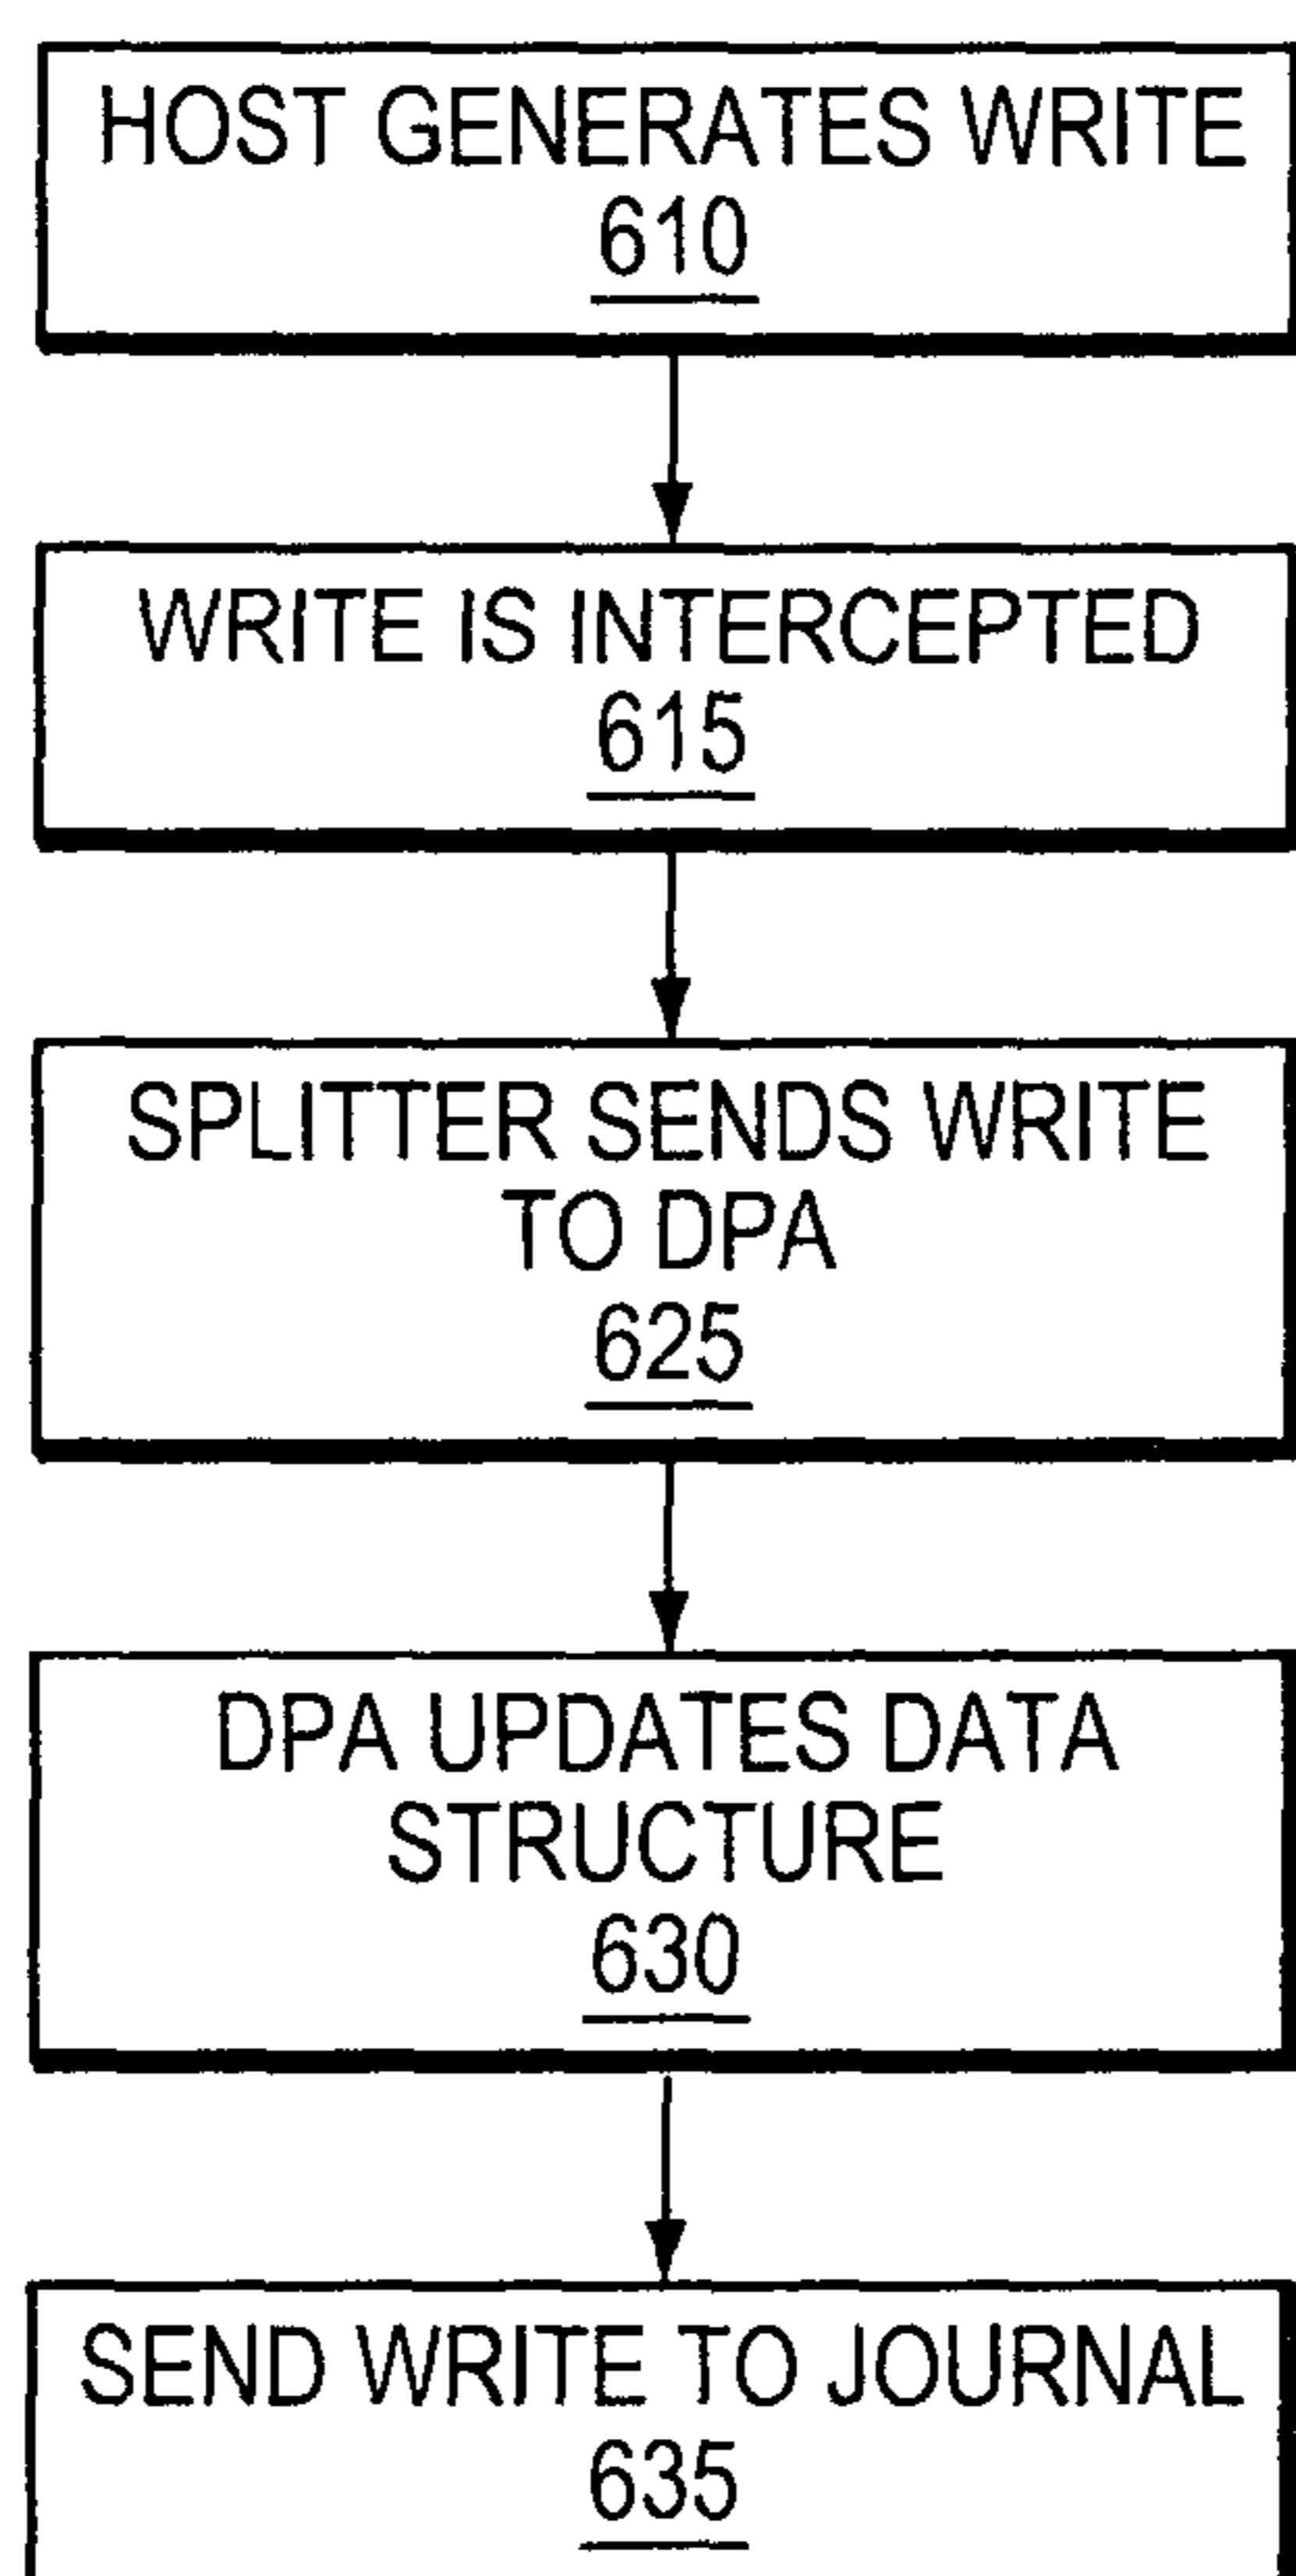 HOST GENERATES WRITE
610
WRITE IS INTERCEPTED
615
SPLITTER SENDS WRITE
TO DPA
625
DPA UPDATES DATA
STRUCTURE
630
SEND WRITE TO JOURNAL
635